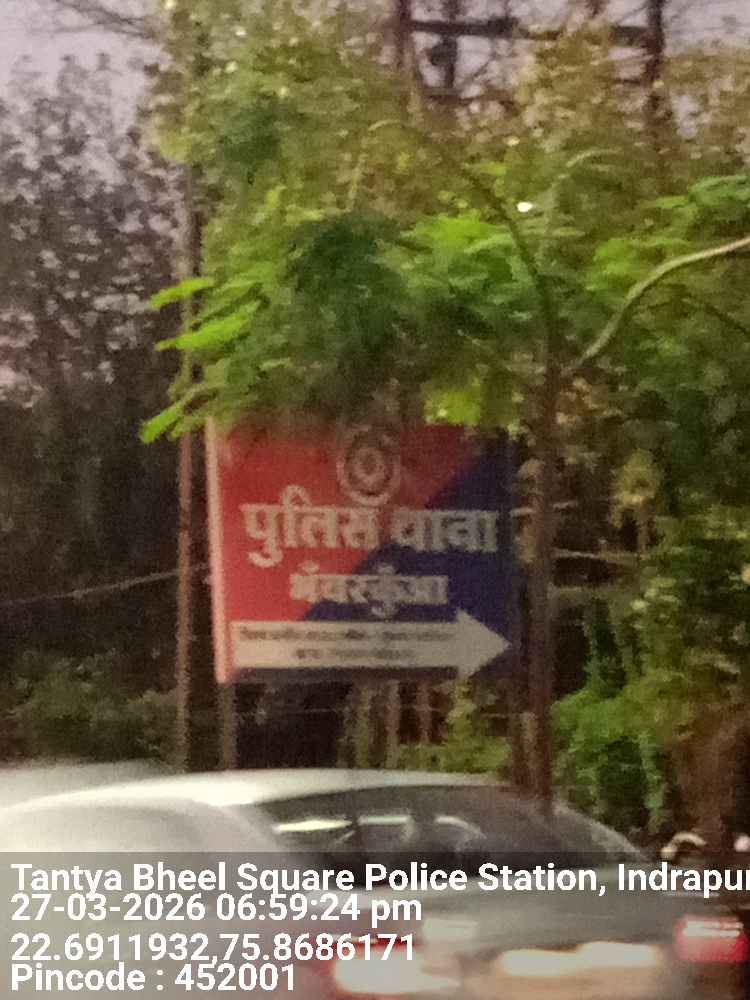 पुलिस थाना
भंवरकुँआ
Tantya Bheel Square Police Station, Indrapur
27-03-2026 06:59:24 pm
22.6911932,75.8686171
Pincode : 452001